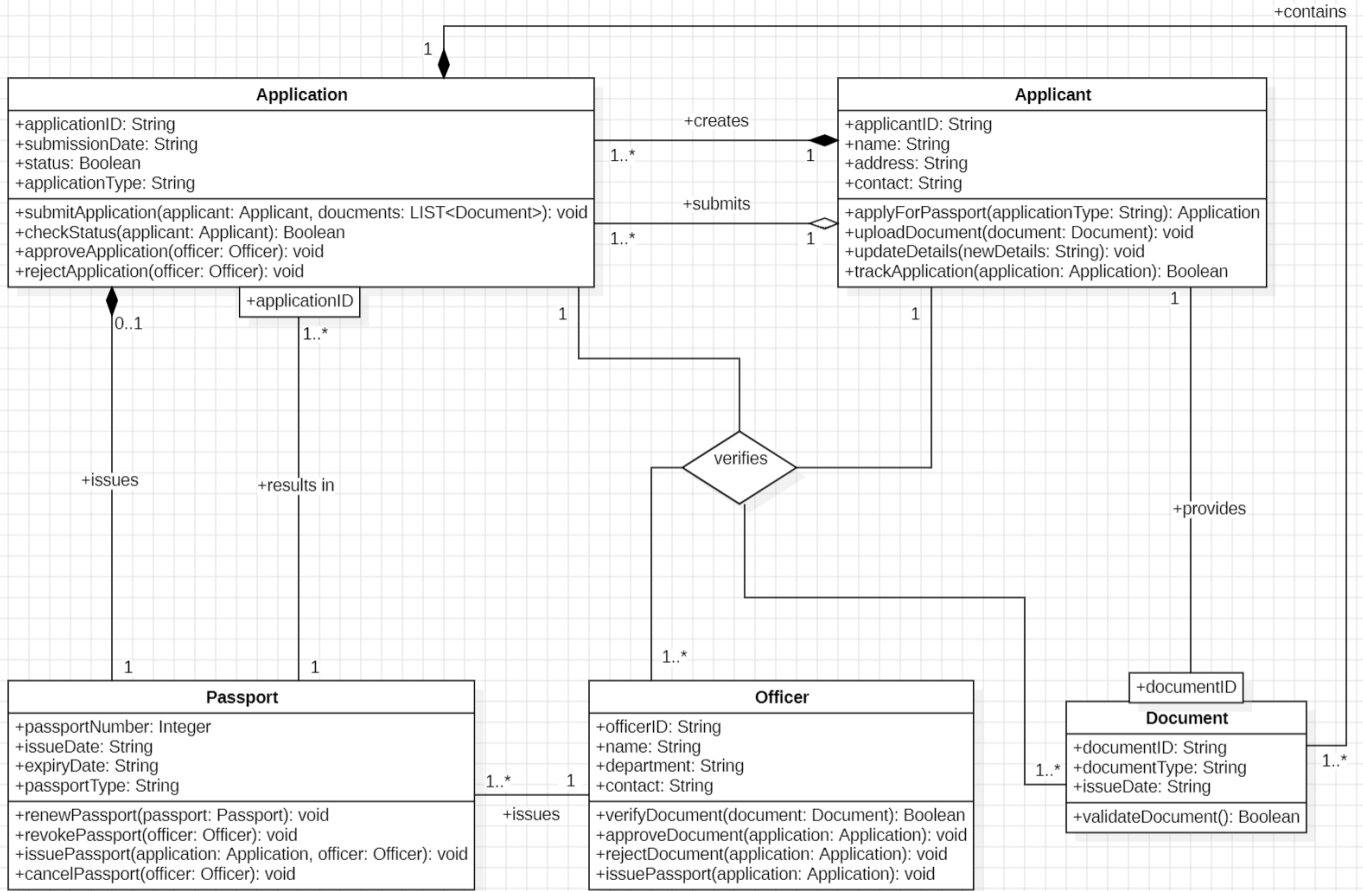 +contains
1
Application
+applicationID: String
+submissionDate: String
+status: Boolean
+applicationType: String
+submitApplication(applicant: Applicant, doucments: LIST<Document>): void
+checkStatus(applicant: Applicant): Boolean
+approveApplication(officer: Officer): void
+rejectApplication(officer: Officer): void
+creates
1..*
1
+submits
1..*
1
Applicant
+applicantID: String
+name: String
+address: String
+contact: String
+applyForPassport(applicationType: String): Application
+uploadDocument(document: Document): void
+updateDetails(newDetails: String): void
+trackApplication(application: Application): Boolean
+applicationID
0..1
1..*
1
1
1
verifies
+issues
+results in
+provides
1
1
1..*
Passport
+passportNumber: Integer
+issueDate: String
+expiryDate: String
+passportType: String
+renewPassport(passport: Passport): void
+revokePassport(officer: Officer): void
+issuePassport(application: Application, officer: Officer): void
+cancelPassport(officer: Officer): void
1..*
1
+issues
Officer
+officerID: String
+name: String
+department: String
+contact: String
+verifyDocument(document: Document): Boolean
+approveDocument(application: Application): void
+rejectDocument(application: Application): void
+issuePassport(application: Application): void
+documentID
Document
+documentID: String
+documentType: String
+issueDate: String
+validateDocument(): Boolean
1..*
1..*